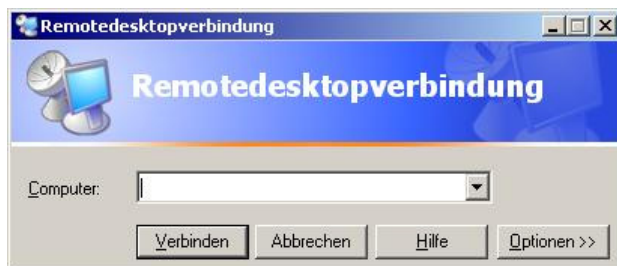 Remotedesktopverbindung
Remotedesktopverbindung
Computer:
Verbinden Abbrechen Hilfe Optionen >>